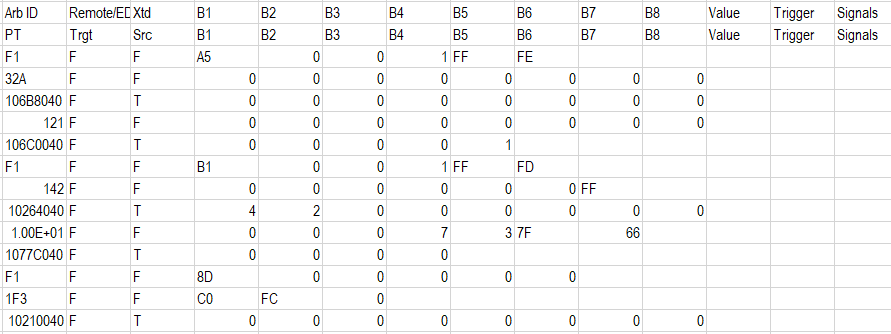 Arb ID Remote/ED Xtd B1 B2 B3 B4 B5 B6 B7 B8 Value Trigger Signals
PT Trgt Src B1 B2 B3 B4 B5 B6 B7 B8 Value Trigger Signals
F1 F F A5 0 0 1 FF FE
32A F F 0 0 0 0 0 0 0 0
106B8040 F T 0 0 0 0 0 0 0 0
121 F F 0 0 0 0 0 0 0 0
106C0040 F T 0 0 0 0 1
F1 F F B1 0 0 1 FF FD
142 F F 0 0 0 0 0 0 FF
10264040 F T 4 2 0 0 0 0 0 0
1.00E+01 F F 0 0 0 7 3 7F 66
1077C040 F T 0 0 0 0
F1 F F 8D 0 0 0 0 0
1F3 F F C0 FC 0
10210040 F T 0 0 0 0 0 0 0 0